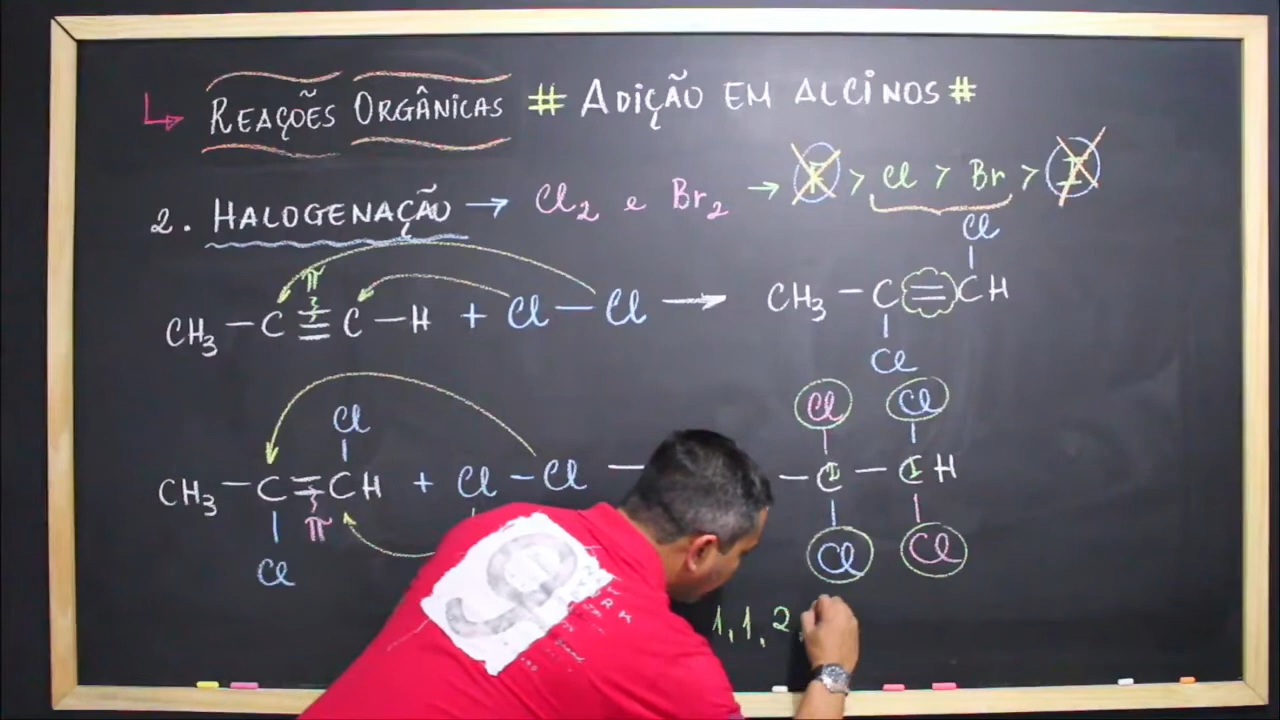 REAÇÕES ORGÂNICAS # ADIÇÃO EM ALCINOS #
2. HALOGENAÇÃO → Cl2 e Br2 → F > Cl > Br > I
Cl
π
CH3 — C ≡ C — H + Cl — Cl → CH3 — C = CH
Cl
Cl Cl
Cl
CH3 — C = CH + Cl — Cl — — C — CH
π
Cl Cl Cl
1, 1, 2,